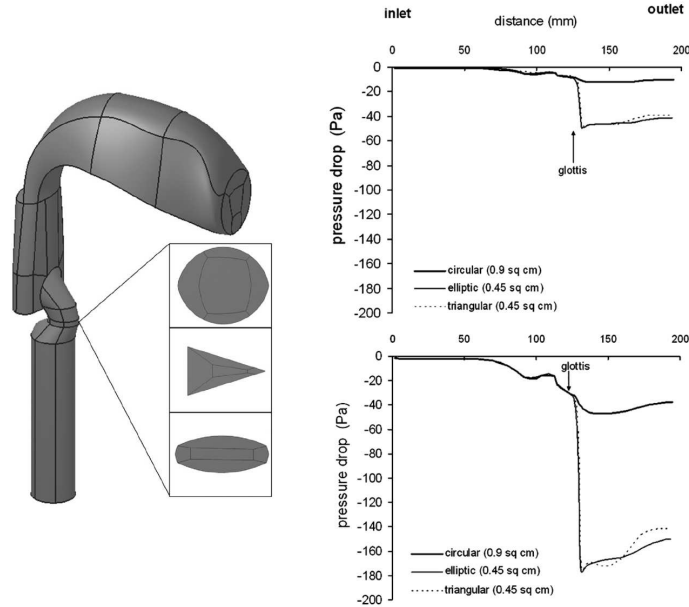 inlet
outlet
distance (mm)
0 50 100 150 200
0
-20
-40
-60
-80
-100
-120
-140
-160
-180
-200
pressure drop (Pa)
glottis
circular (0.9 sq cm)
elliptic (0.45 sq cm)
triangular (0.45 sq cm)
0 50 100 150 200
0
-20
-40
-60
-80
-100
-120
-140
-160
-180
-200
pressure drop (Pa)
glottis
circular (0.9 sq cm)
elliptic (0.45 sq cm)
triangular (0.45 sq cm)